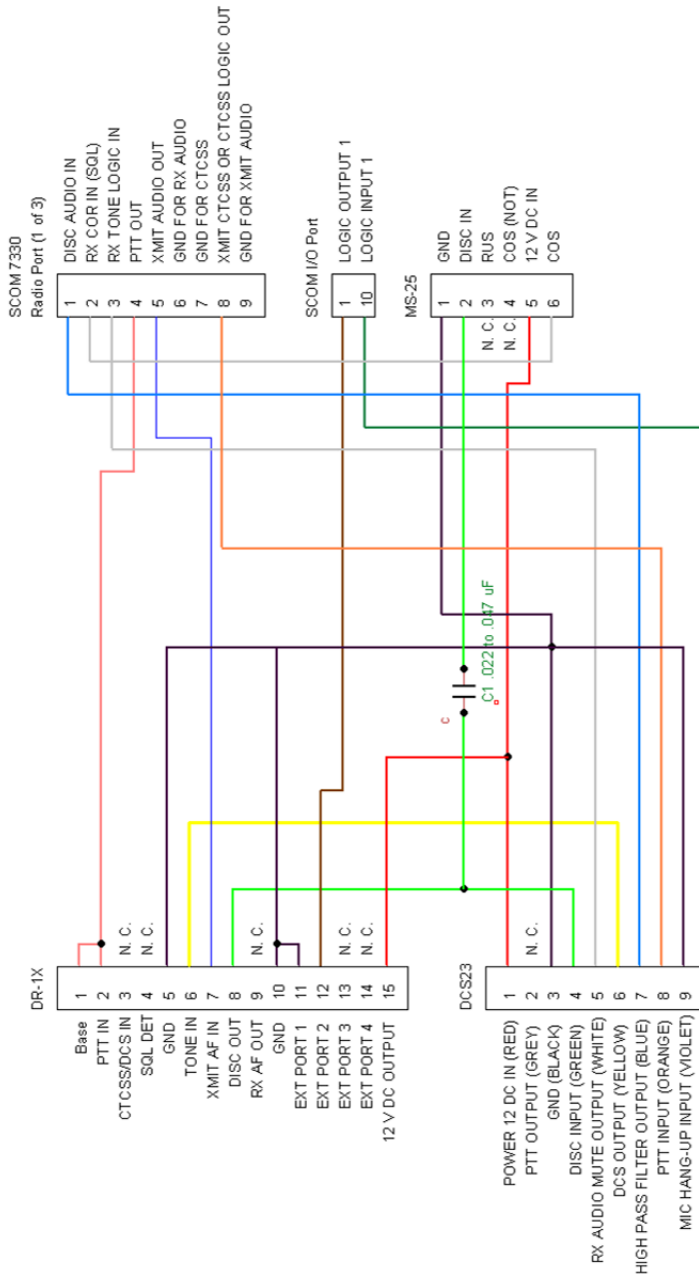 SCOM 7330
Radio Port (1 of 3)
1 DISC AUDIO IN
2 RX COR IN (SQL)
3 RX TONE LOGIC IN
4 PTT OUT
5 XMIT AUDIO OUT
6 GND FOR RX AUDIO
7 GND FOR CTCSS
8 XMIT CTCSS OR CTCSS LOGIC OUT
9 GND FOR XMIT AUDIO
SCOM I/O Port
1 LOGIC OUTPUT 1
10 LOGIC INPUT 1
MS-25
1 GND
2 DISC IN
N. C. 3 RUS
N. C. 4 COS (NOT)
5 12 V DC IN
6 COS
C
C1 .022 to .047 uF
DR-1X
Base 1
PTT IN 2
CTCSS/DCS IN 3 N. C.
SQL DET 4 N. C.
GND 5
TONE IN 6
XMIT AF IN 7
DISC OUT 8
RX AF OUT 9 N. C.
GND 10
EXT PORT 1 11
EXT PORT 2 12
EXT PORT 3 13 N. C.
EXT PORT 4 14 N. C.
12 V DC OUTPUT 15
DCS23
POWER 12 DC IN (RED) 1
PTT OUTPUT (GREY) 2 N. C.
GND (BLACK) 3
DISC INPUT (GREEN) 4
RX AUDIO MUTE OUTPUT (WHITE) 5
DCS OUTPUT (YELLOW) 6
HIGH PASS FILTER OUTPUT (BLUE) 7
PTT INPUT (ORANGE) 8
MIC HANG-UP INPUT (VIOLET) 9